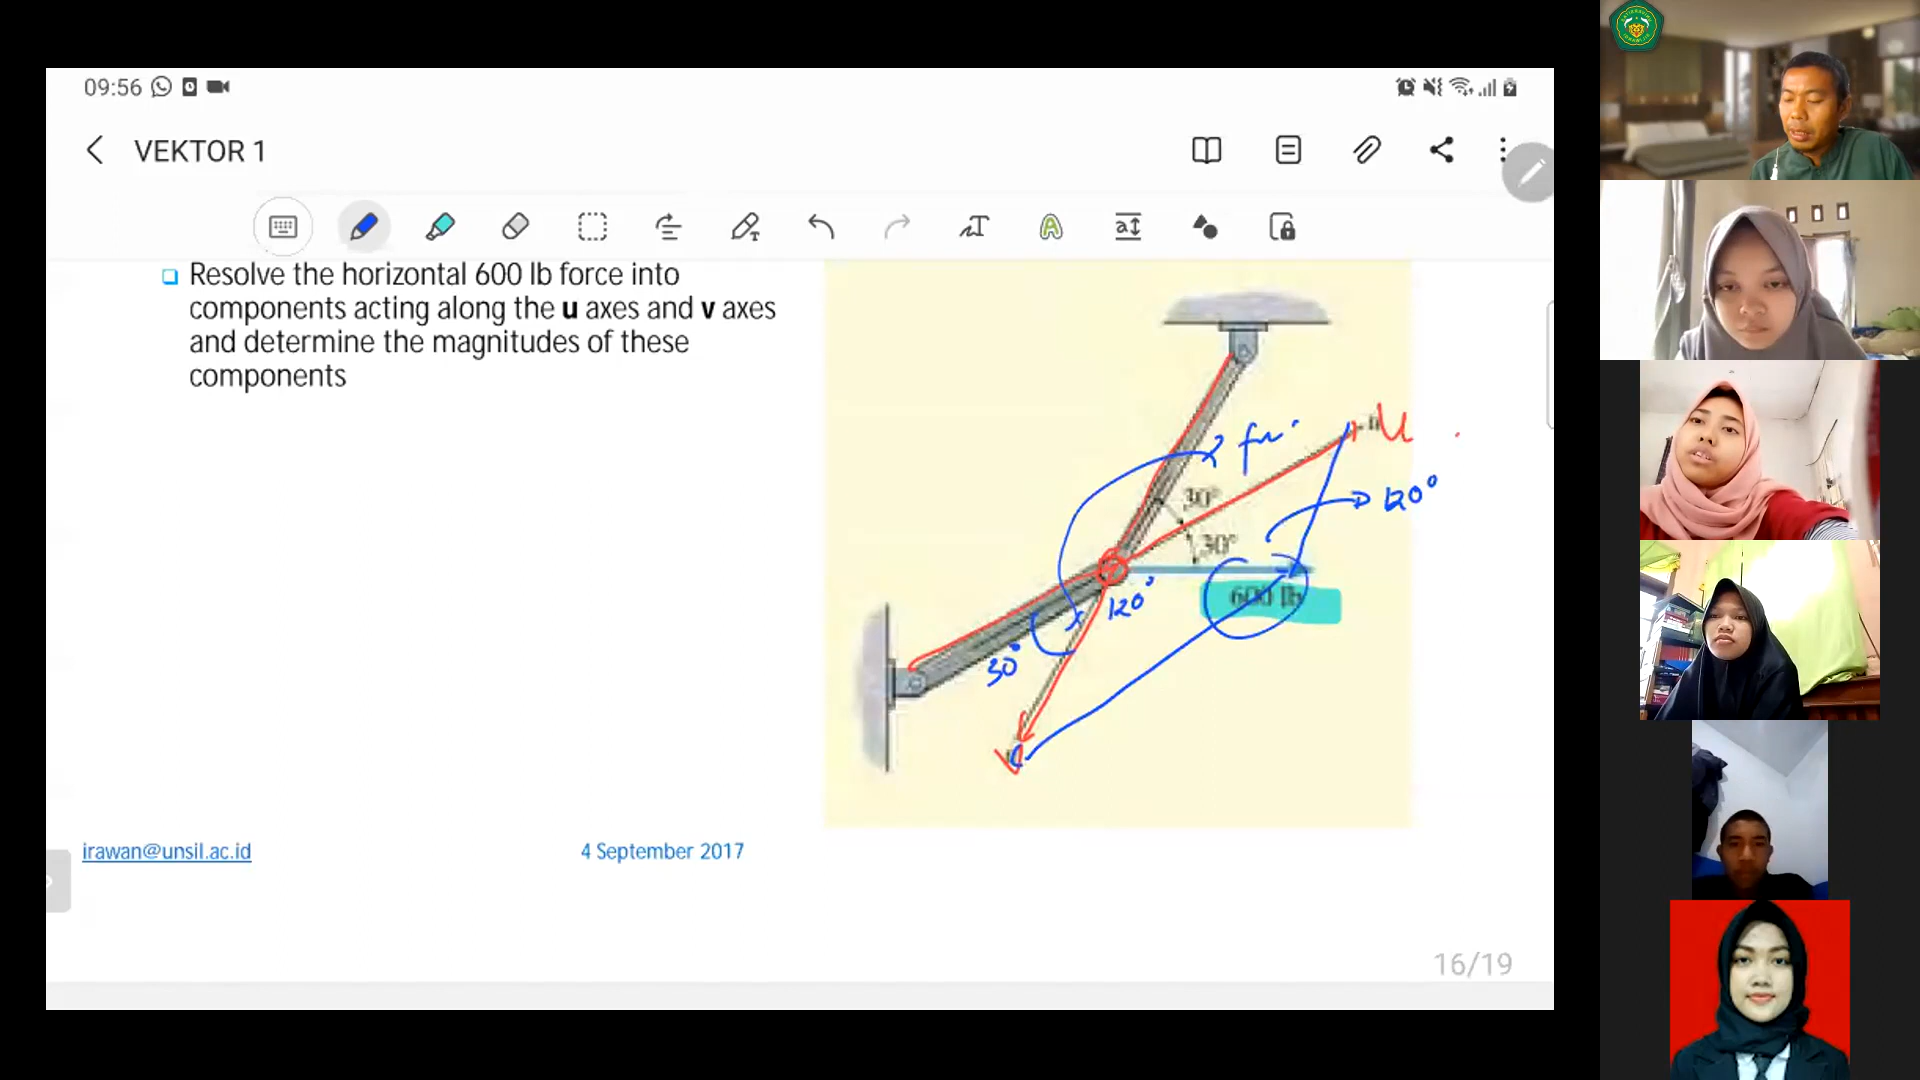 09:56
VEKTOR 1
Resolve the horizontal 600 lb force into
components acting along the u axes and v axes
and determine the magnitudes of these
components
fu
u
30°
120°
30°
600 lb
120°
30°
V
irawan@unsil.ac.id
4 September 2017
16/19